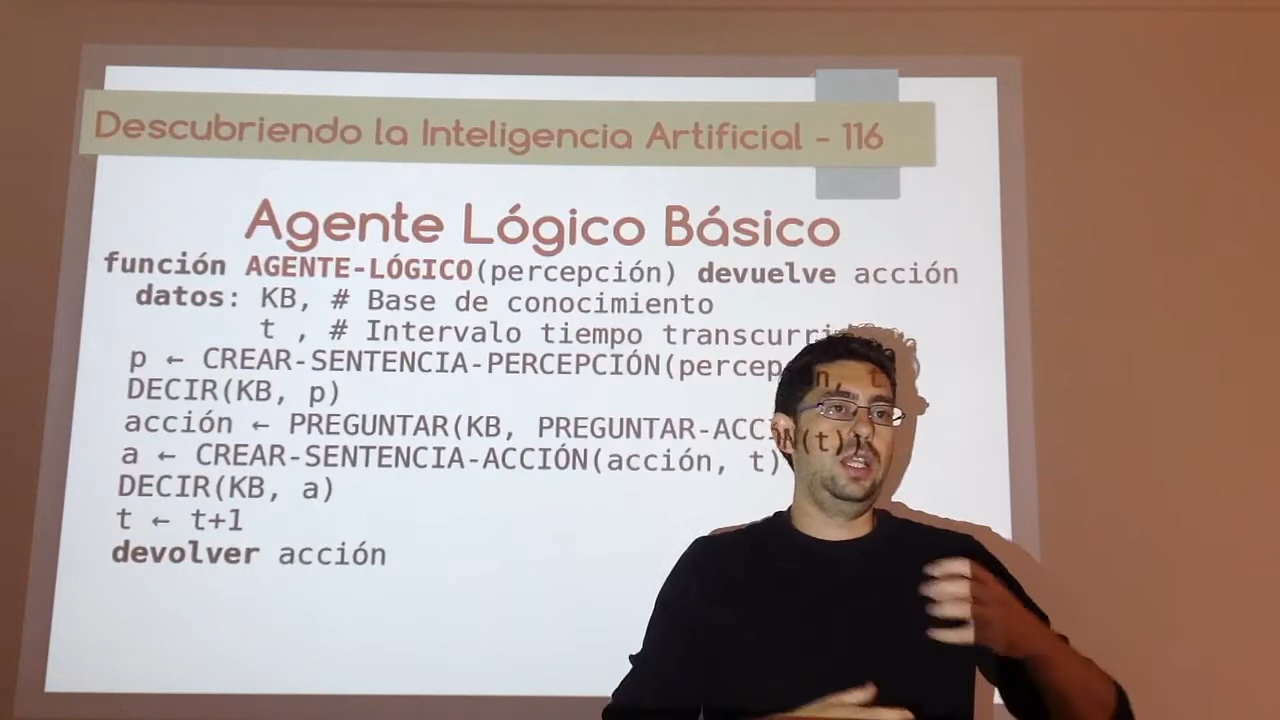 Descubriendo la Inteligencia Artificial - 116
Agente Lógico Básico
función AGENTE-LÓGICO(percepción) devuelve acción
datos: KB, # Base de conocimiento
t , # Intervalo tiempo
p ← CREAR-SENTENCIA-PERCEPCIÓN(percepción, t
DECIR(KB, p)
acción ← PREGUNTAR(KB, PREGUNTAR-ACCIÓN(t))
a ← CREAR-SENTENCIA-ACCIÓN(acción, t)
DECIR(KB, a)
t ← t+1
devolver acción